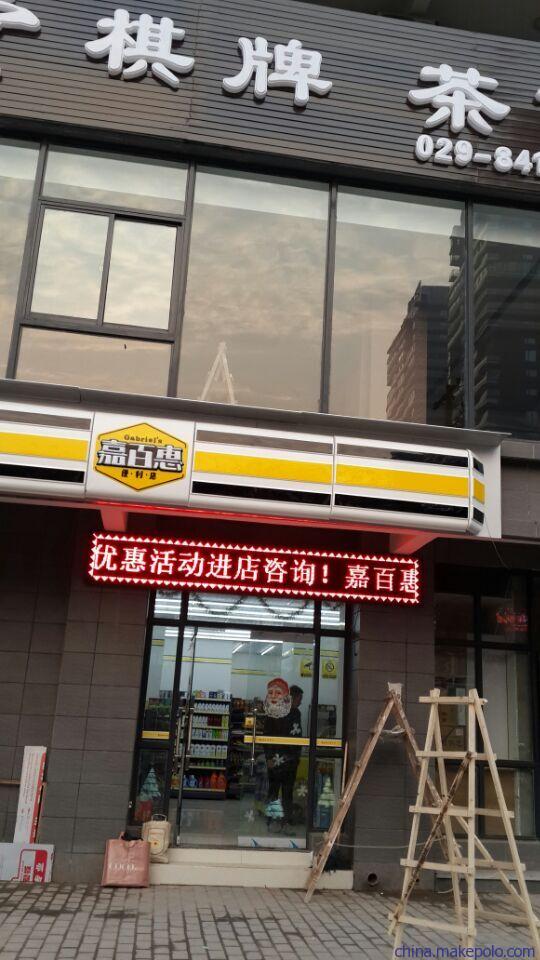 棋牌 茶
029-841
Gabriel's
嘉百惠
便·利·店
优惠活动进店咨询！嘉百惠
COCO
china.makepolo.com